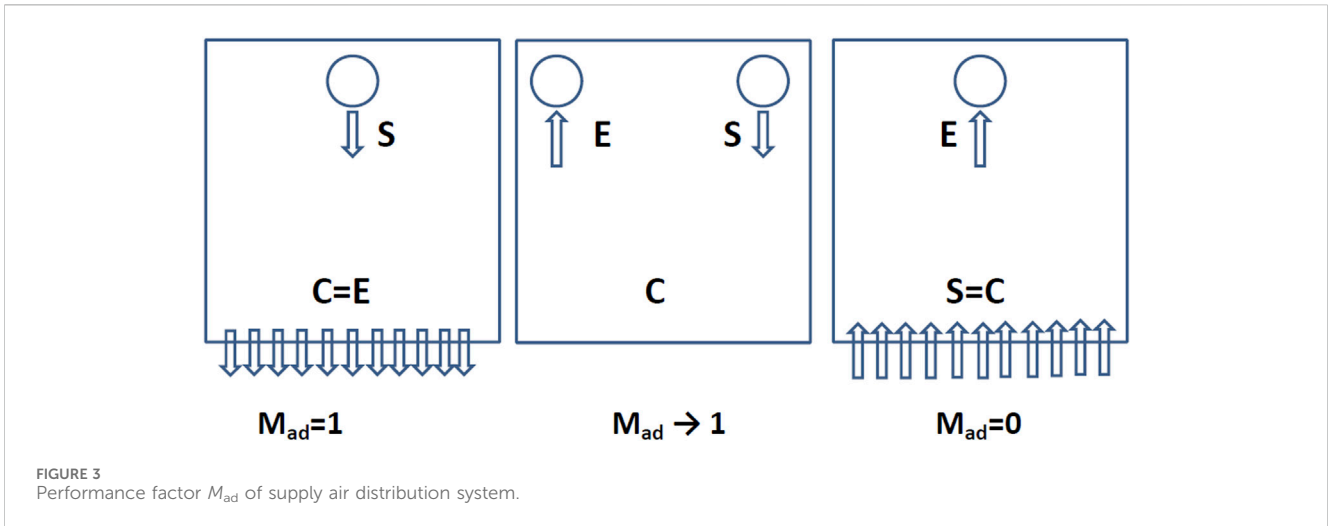 S
E
S
E
C=E
C
S=C
Mad=1
Mad → 1
Mad=0
FIGURE 3
Performance factor Mad of supply air distribution system.